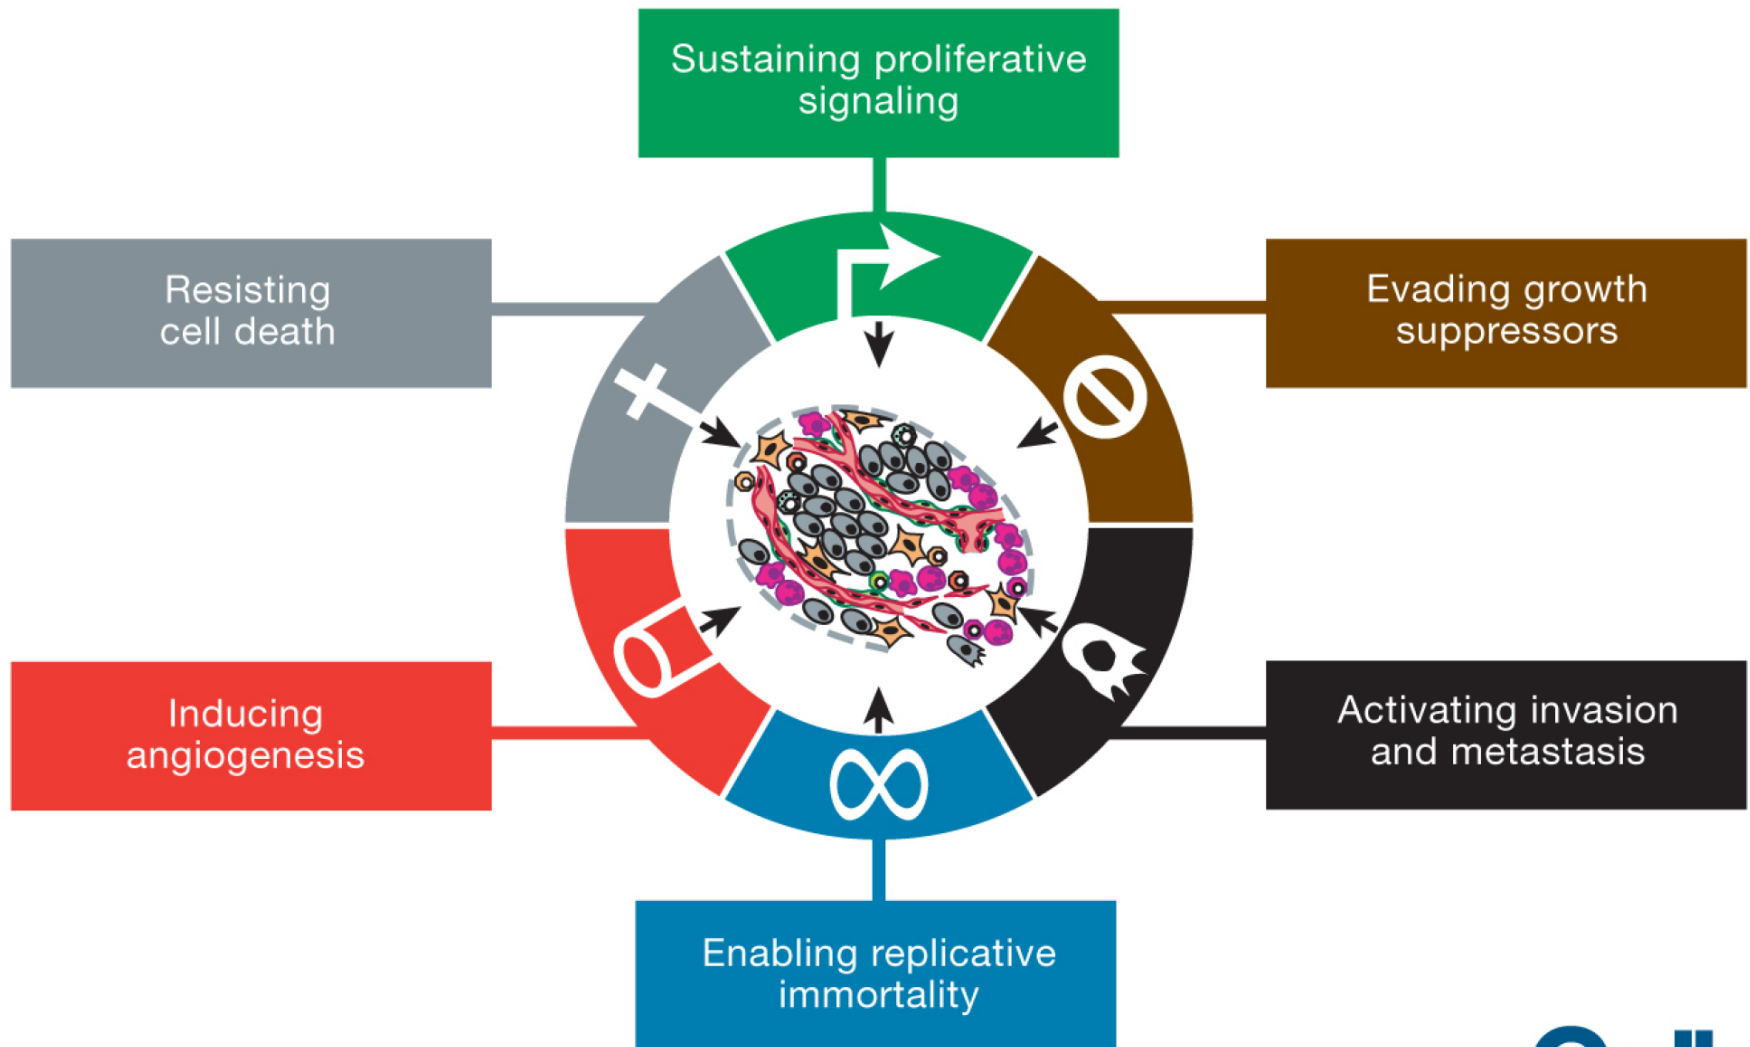 Sustaining proliferative
signaling
Resisting
cell death
Evading growth
suppressors
Inducing
angiogenesis
Activating invasion
and metastasis
Enabling replicative
immortality